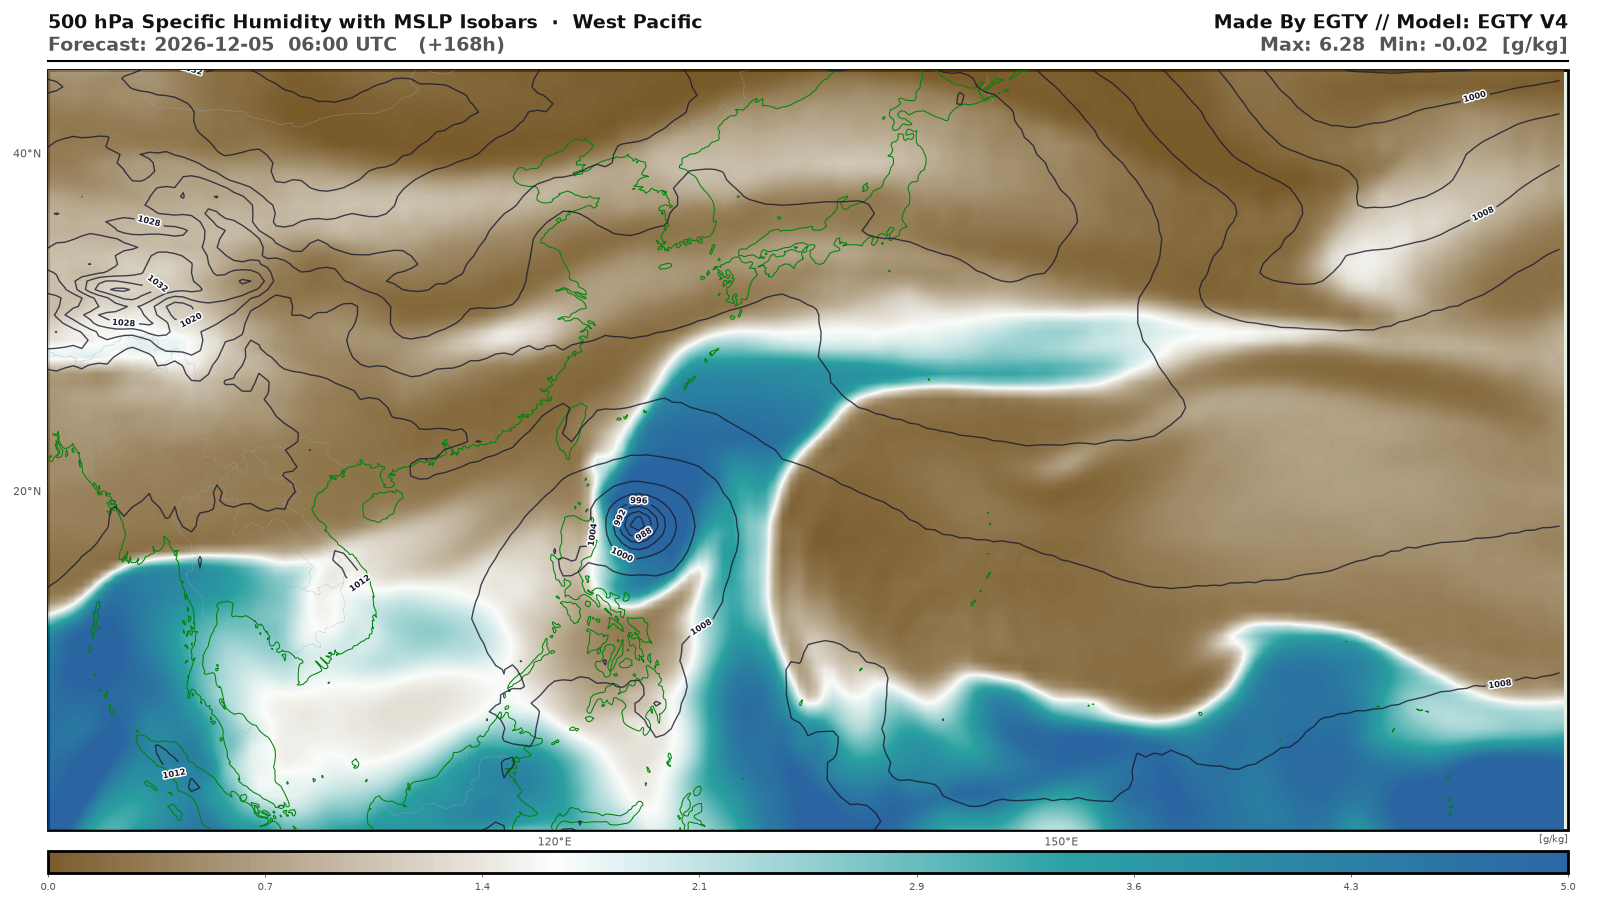 500 hPa Specific Humidity with MSLP Isobars · West Pacific
Made By EGTY // Model: EGTY V4
Forecast: 2026-12-05 06:00 UTC (+168h)
Max: 6.28 Min: -0.02 [g/kg]
1000
40°N
1028
1008
1032
1020
1028
20°N
996
992
988
1004
1000
1012
1008
1008
1012
120°E
150°E
[g/kg]
0.0 0.7 1.4 2.1 2.9 3.6 4.3 5.0